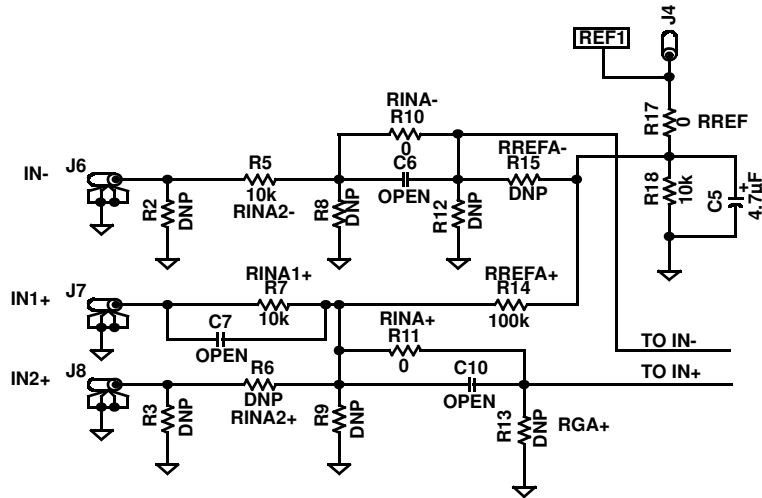 J4
REF1
R17
0
RREF
RINA-
R10
0
RREFA-
R15
DNP
C6
OPEN
IN-
J6
R5
10k
RINA2-
R2
DNP
R8
DNP
R12
DNP
R18
10k
C5
+
4.7µF
IN1+
J7
RINA1+
R7
10k
RREFA+
R14
100k
C7
OPEN
RINA+
R11
0
TO IN-
IN2+
J8
R6
DNP
RINA2+
C10
OPEN
TO IN+
R3
DNP
R9
DNP
R13
DNP
RGA+